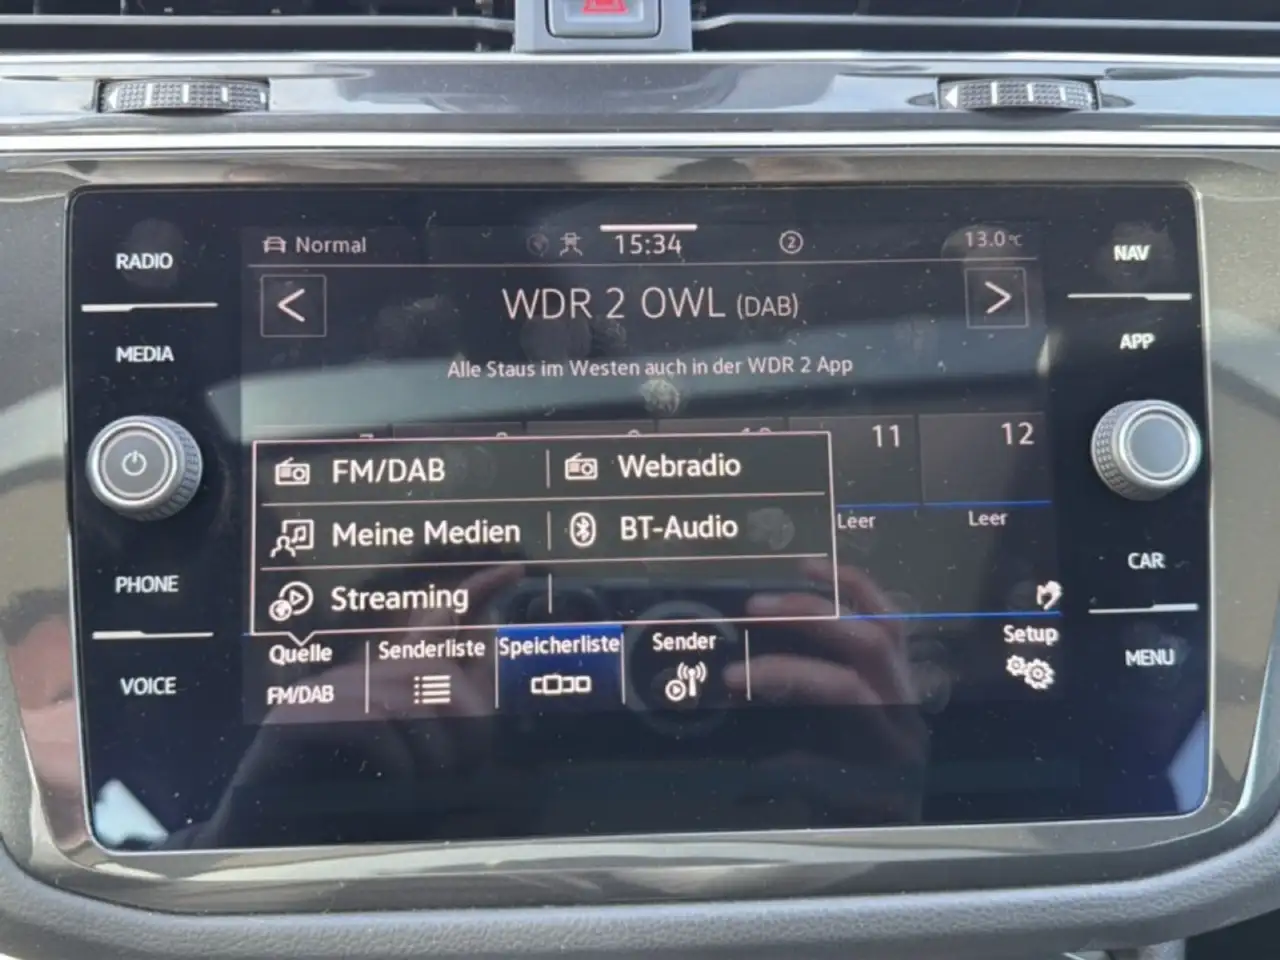 RADIO
MEDIA
PHONE
VOICE
Normal
15:34
2
13.0°C
<
WDR 2 OWL (DAB)
>
Alle Staus im Westen auch in der WDR 2 App
11
12
Leer
Leer
FM/DAB
Webradio
Meine Medien
BT-Audio
Streaming
Quelle
FM/DAB
Senderliste
Speicherliste
Sender
Setup
NAV
APP
CAR
MENU